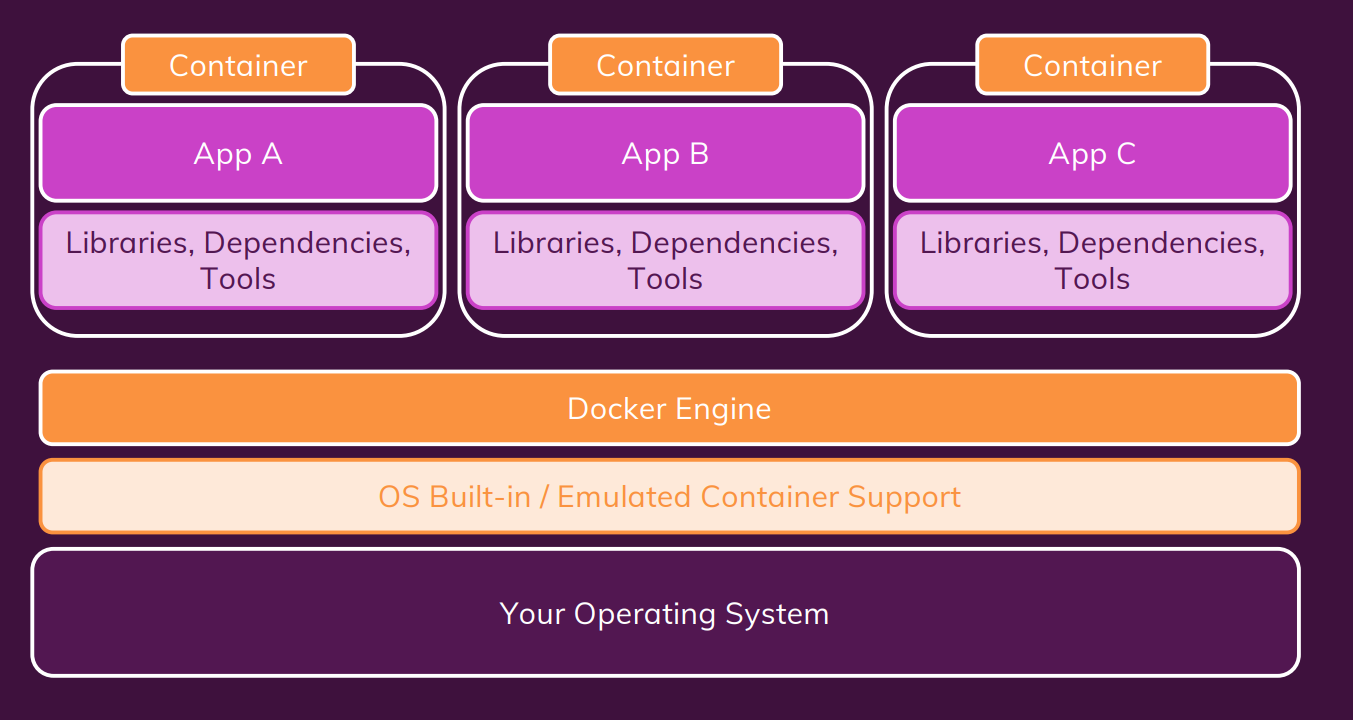 Container
Container
Container
App A
App B
App C
Libraries, Dependencies,
Tools
Libraries, Dependencies,
Tools
Libraries, Dependencies,
Tools
Docker Engine
OS Built-in / Emulated Container Support
Your Operating System